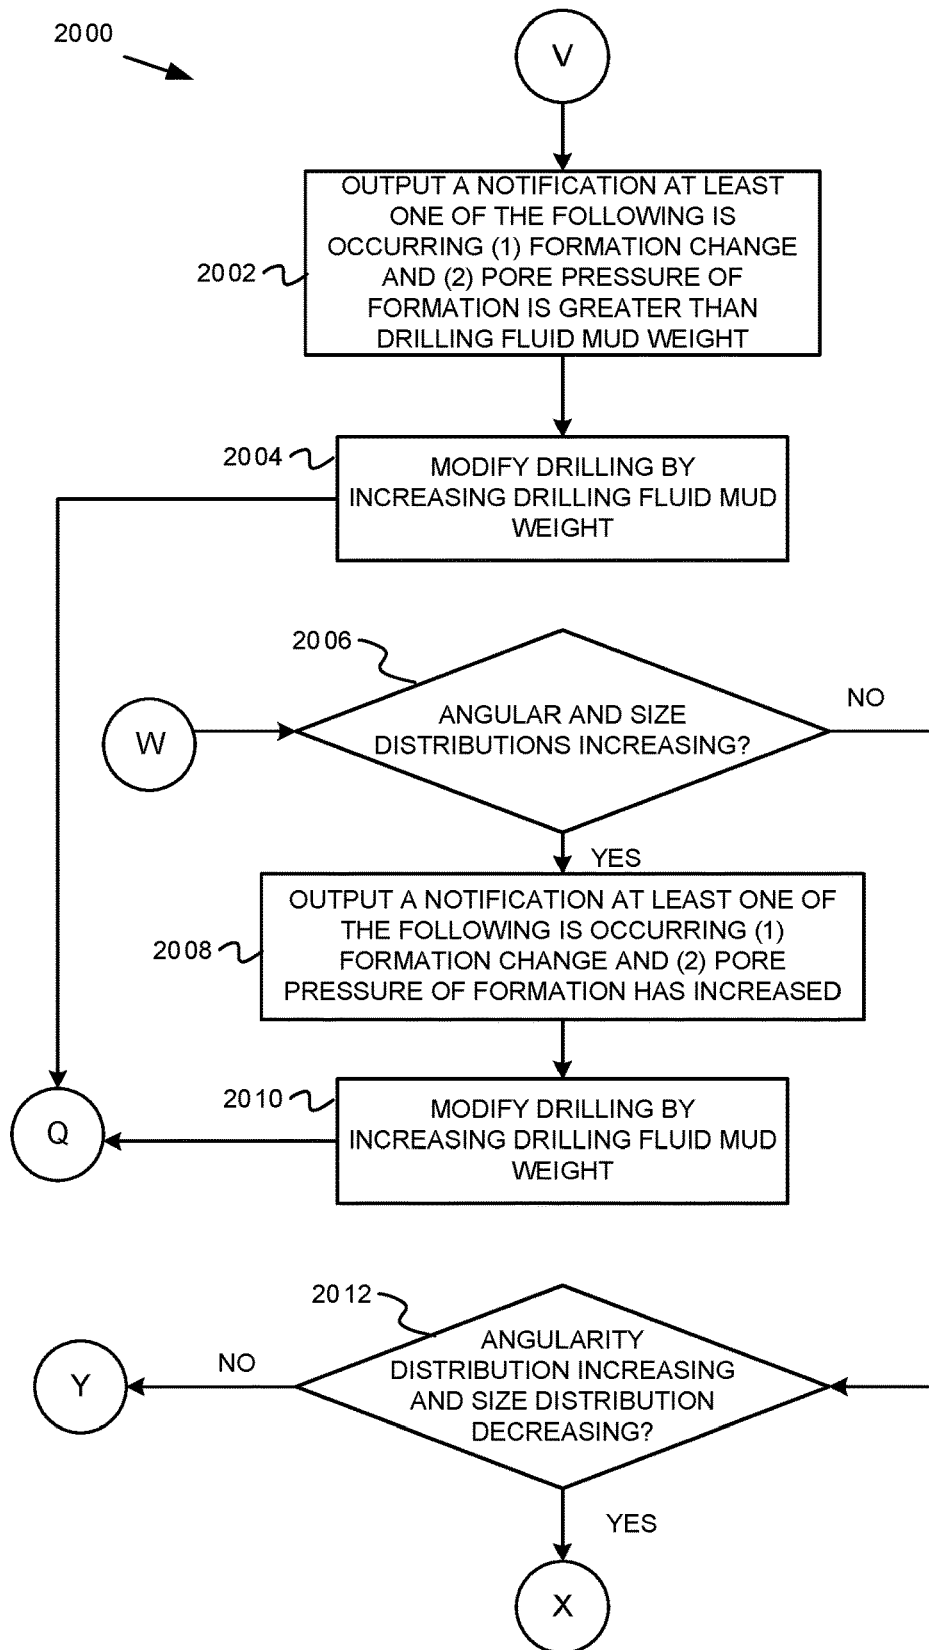 2000
V
OUTPUT A NOTIFICATION AT LEAST
ONE OF THE FOLLOWING IS
OCCURRING (1) FORMATION CHANGE
AND (2) PORE PRESSURE OF
FORMATION IS GREATER THAN
DRILLING FLUID MUD WEIGHT
2002
2004
MODIFY DRILLING BY
INCREASING DRILLING FLUID MUD
WEIGHT
2006
W
ANGULAR AND SIZE
DISTRIBUTIONS INCREASING?
NO
YES
OUTPUT A NOTIFICATION AT LEAST ONE OF
THE FOLLOWING IS OCCURRING (1)
FORMATION CHANGE AND (2) PORE
PRESSURE OF FORMATION HAS INCREASED
2008
2010
MODIFY DRILLING BY
INCREASING DRILLING FLUID MUD
WEIGHT
Q
2012
ANGULARITY
DISTRIBUTION INCREASING
AND SIZE DISTRIBUTION
DECREASING?
NO
Y
YES
X